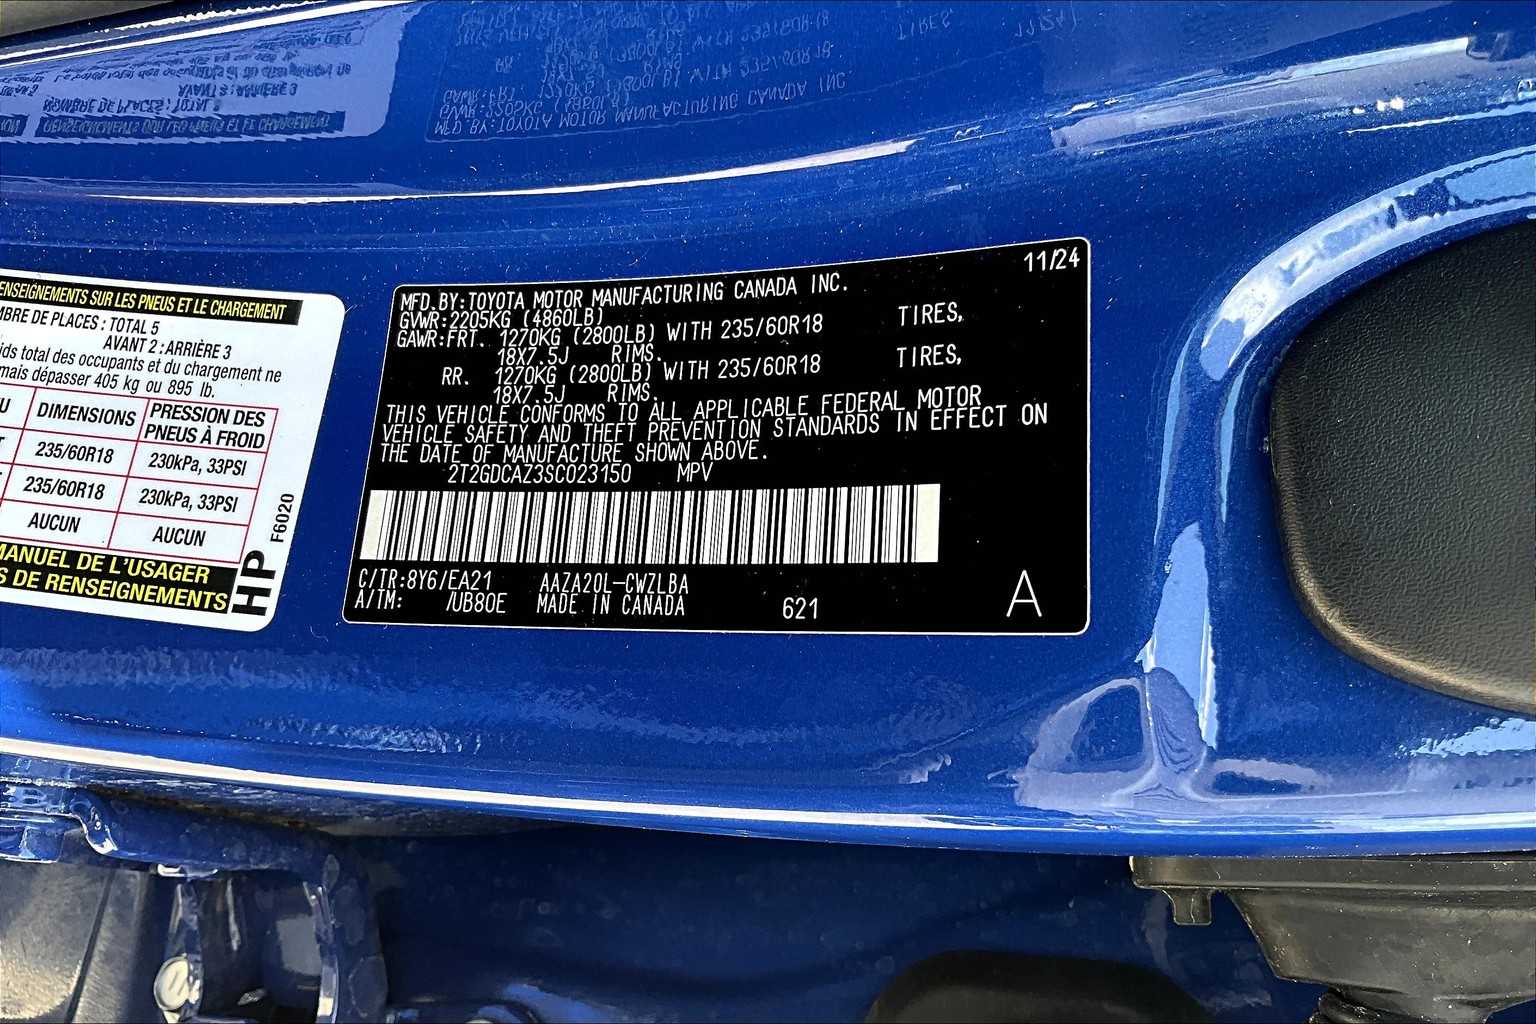 ENSEIGNEMENTS SUR LES PNEUS ET LE CHARGEMENT
MBRE DE PLACES : TOTAL 5
AVANT 2 : ARRIÈRE 3
ids total des occupants et du chargement ne
mais dépasser 405 kg ou 895 lb.
U DIMENSIONS PRESSION DES PNEUS À FROID
T 235/60R18 230kPa, 33PSI
T 235/60R18 230kPa, 33PSI
AUCUN AUCUN
MANUEL DE L'USAGER
S DE RENSEIGNEMENTS
HP F6020
11/24
MFD.BY:TOYOTA MOTOR MANUFACTURING CANADA INC.
GVWR:2205KG (4860LB)
GAWR:FRT. 1270KG (2800LB) WITH 235/60R18 TIRES,
18X7.5J RIMS.
RR. 1270KG (2800LB) WITH 235/60R18 TIRES,
18X7.5J RIMS.
THIS VEHICLE CONFORMS TO ALL APPLICABLE FEDERAL MOTOR
VEHICLE SAFETY AND THEFT PREVENTION STANDARDS IN EFFECT ON
THE DATE OF MANUFACTURE SHOWN ABOVE.
2T2GDCAZ3SC023150 MPV
C/TR:8Y6/EA21 AAZA20L-CWZLBA
A/TM: /UB80E MADE IN CANADA 621 A